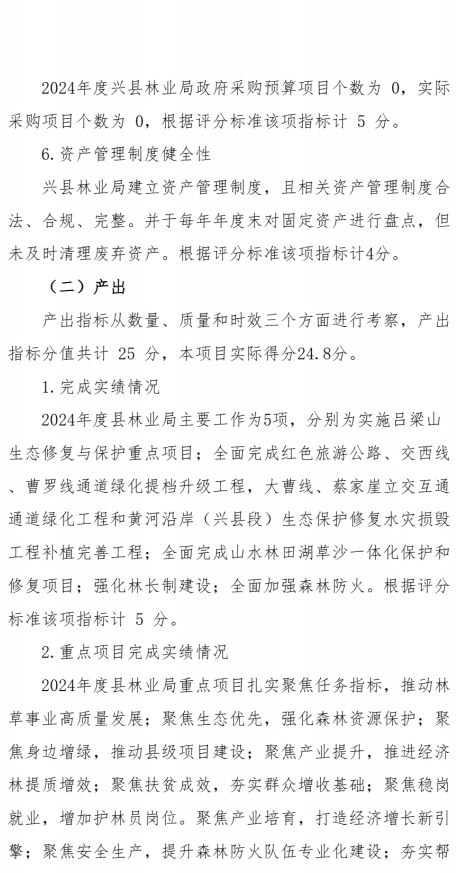 2024年度兴县林业局政府采购预算项目个数为 0，实际
采购项目个数为 0，根据评分标准该项指标计 5 分。
6.资产管理制度健全性
兴县林业局建立资产管理制度，且相关资产管理制度合
法、合规、完整。并于每年年度末对固定资产进行盘点，但
未及时清理废弃资产。根据评分标准该项指标计4分。
（二）产出
产出指标从数量、质量和时效三个方面进行考察，产出
指标分值共计 25 分，本项目实际得分24.8分。
1.完成实绩情况
2024年度县林业局主要工作为5项，分别为实施吕梁山
生态修复与保护重点项目；全面完成红色旅游公路、交西线
、曹罗线通道绿化提档升级工程，大曹线、蔡家崖立交互通
通道绿化工程和黄河沿岸（兴县段）生态保护修复水灾损毁
工程补植完善工程；全面完成山水林田湖草沙一体化保护和
修复项目；强化林长制建设；全面加强森林防火。根据评分
标准该项指标计 5 分。
2.重点项目完成实绩情况
2024年度县林业局重点项目扎实聚焦任务指标，推动林
草事业高质量发展；聚焦生态优先，强化森林资源保护；聚
焦身边增绿，推动县级项目建设；聚焦产业提升，推进经济
林提质增效；聚焦扶贫成效，夯实群众增收基础；聚焦稳岗
就业，增加护林员岗位。聚焦产业培育，打造经济增长新引
擎；聚焦安全生产，提升森林防火队伍专业化建设；夯实帮